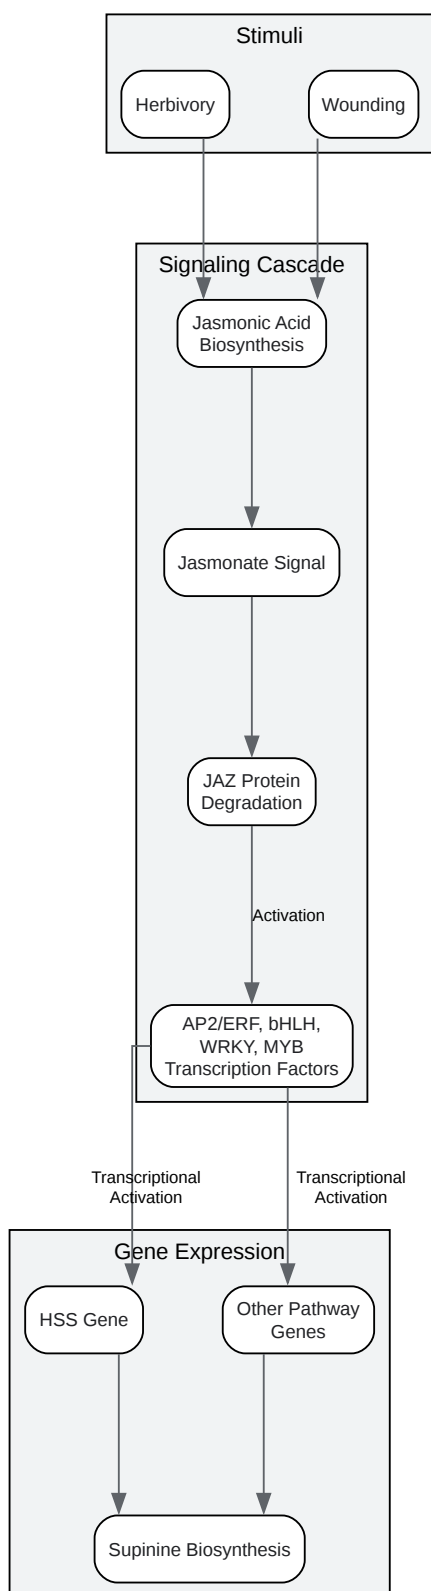 Stimuli
Herbivory
Wounding
Signaling Cascade
Jasmonic Acid
Biosynthesis
Jasmonate Signal
JAZ Protein
Degradation
Activation
AP2/ERF, bHLH,
WRKY, MYB
Transcription Factors
Transcriptional
Activation
Transcriptional
Activation
Gene Expression
HSS Gene
Other Pathway
Genes
Supinine Biosynthesis